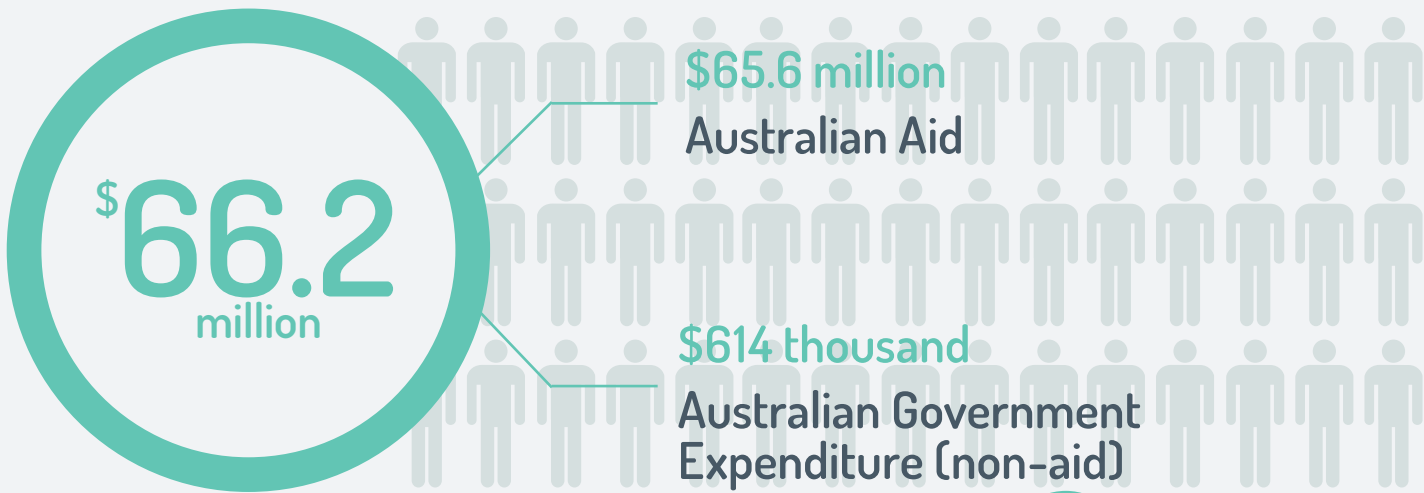 $66.2
million
$65.6 million
Australian Aid
$614 thousand
Australian Government
Expenditure (non-aid)